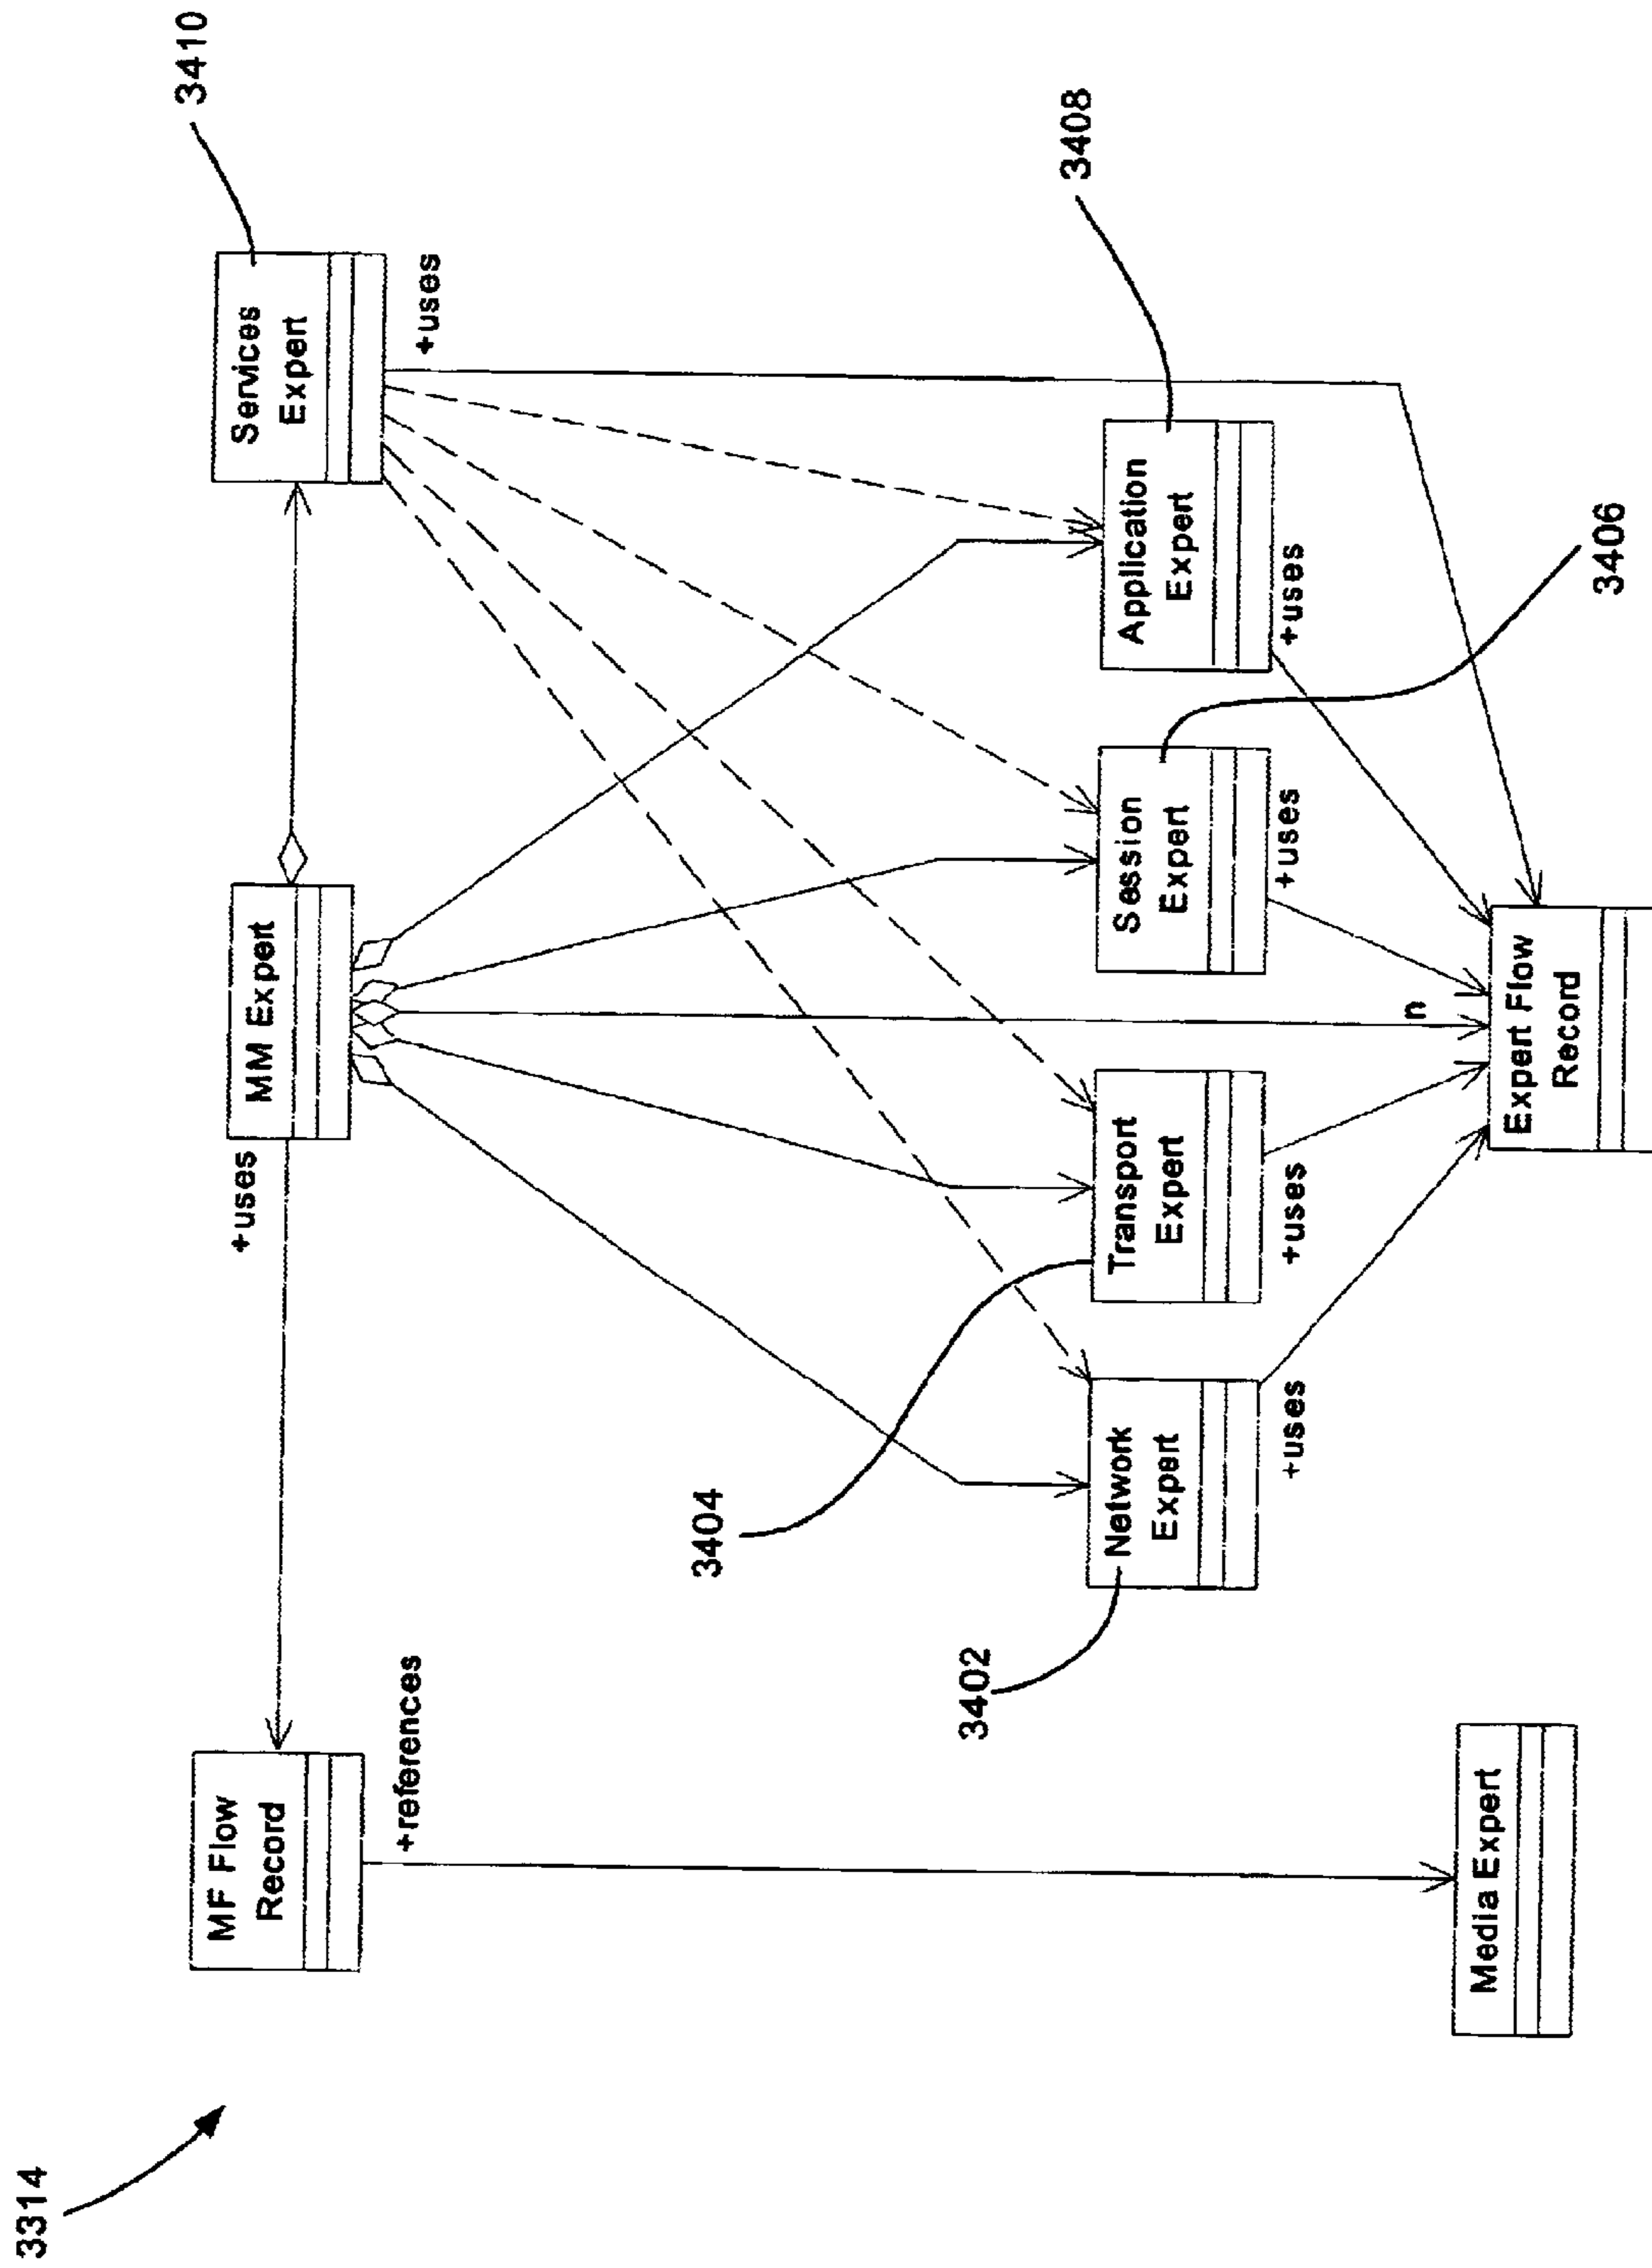 3314
3410
MF Flow
Record
+uses
MM Expert
Services
Expert
+references
+uses
3404
3402
3408
Network
Expert
Transport
Expert
Session
Expert
Application
Expert
+uses
+uses
+uses
+uses
n
3406
Media Expert
Expert Flow
Record